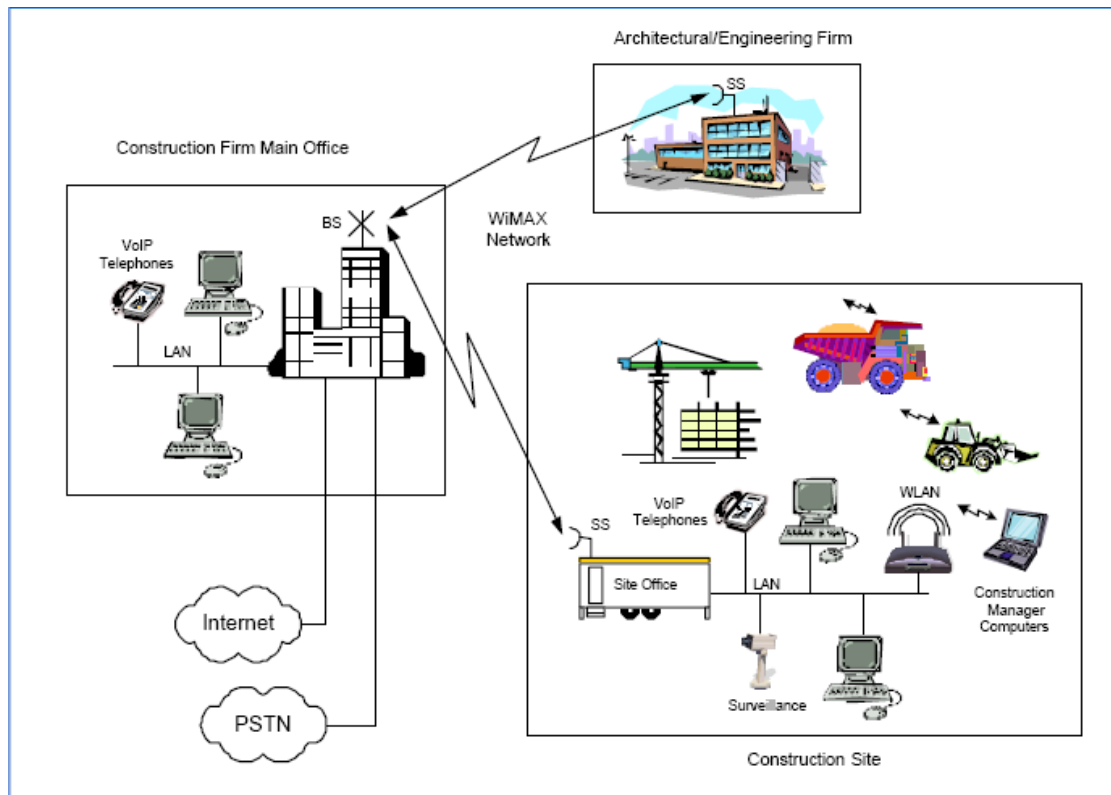 Architectural/Engineering Firm
SS
Construction Firm Main Office
BS
WiMAX
Network
VoIP
Telephones
LAN
WLAN
VoIP
Telephones
SS
Site Office
LAN
Construction
Manager
Computers
Internet
Surveillance
PSTN
Construction Site